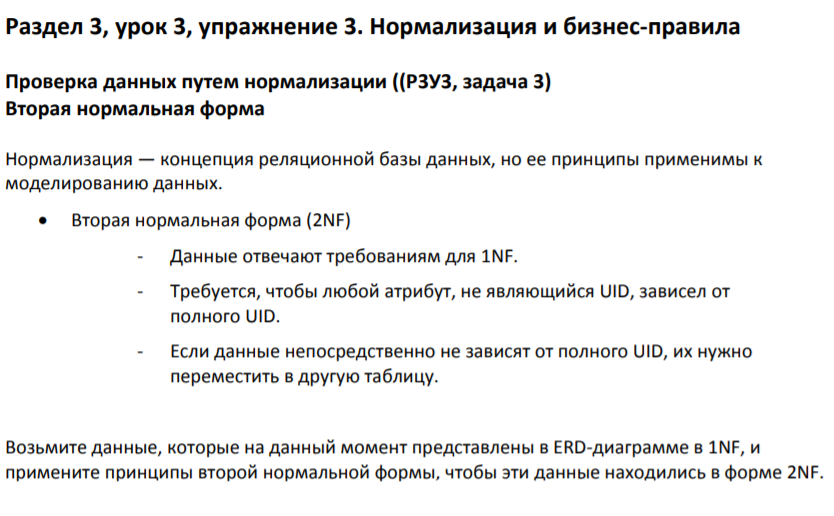 Раздел 3, урок 3, упражнение 3. Нормализация и бизнес-правила
Проверка данных путем нормализации ((РЗУЗ, задача 3)
Вторая нормальная форма
Нормализация — концепция реляционной базы данных, но ее принципы применимы к
моделированию данных.
• Вторая нормальная форма (2NF)
- Данные отвечают требованиям для 1NF.
- Требуется, чтобы любой атрибут, не являющийся UID, зависел от
полного UID.
- Если данные непосредственно не зависят от полного UID, их нужно
переместить в другую таблицу.
Возьмите данные, которые на данный момент представлены в ERD-диаграмме в 1NF, и
примените принципы второй нормальной формы, чтобы эти данные находились в форме 2NF.